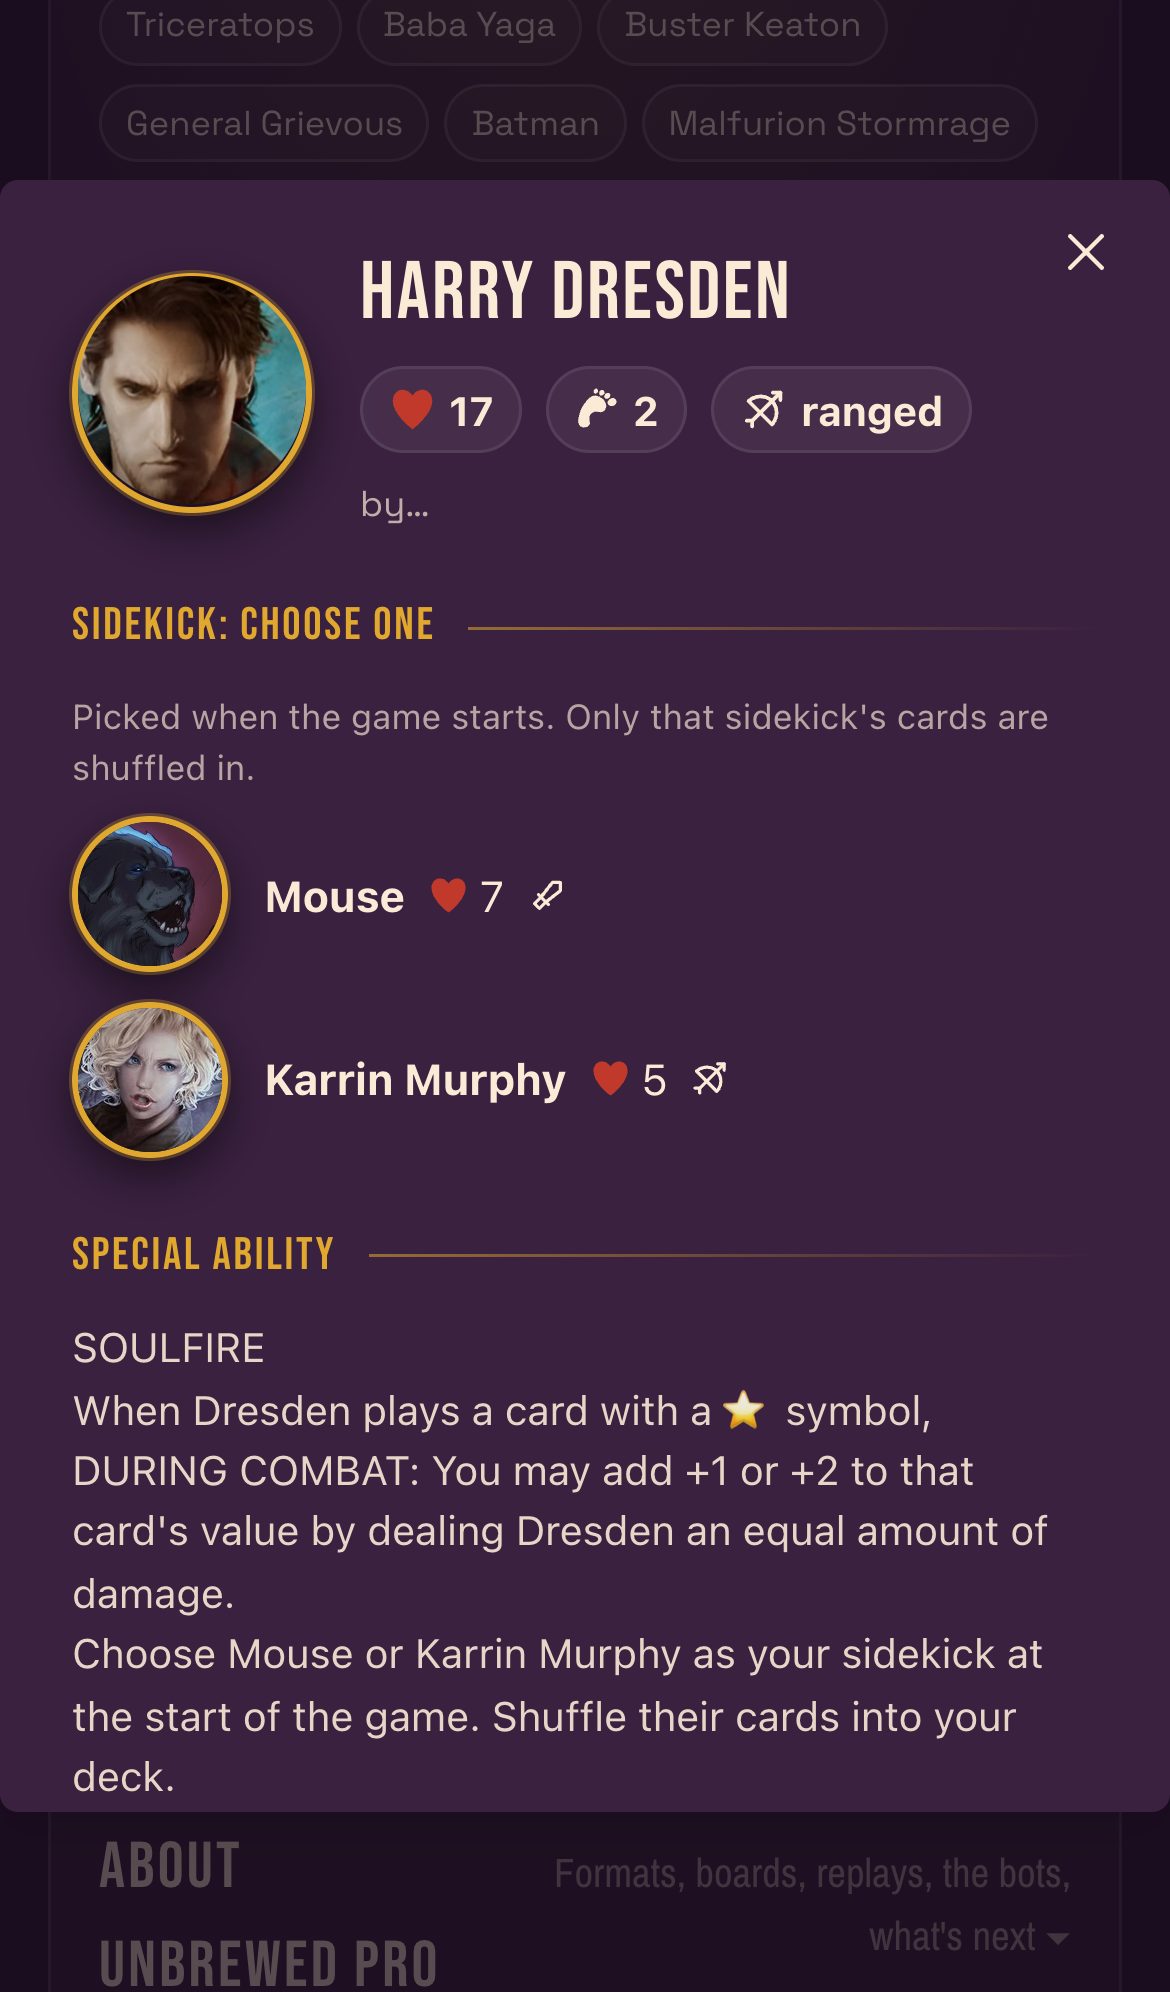 Triceratops Baba Yaga Buster Keaton
General Grievous Batman Malfurion Stormrage
HARRY DRESDEN
17 2 ranged
by...
SIDEKICK: CHOOSE ONE
Picked when the game starts. Only that sidekick's cards are
shuffled in.
Mouse 7
Karrin Murphy 5
SPECIAL ABILITY
SOULFIRE
When Dresden plays a card with a ⭐ symbol,
DURING COMBAT: You may add +1 or +2 to that
card's value by dealing Dresden an equal amount of
damage.
Choose Mouse or Karrin Murphy as your sidekick at
the start of the game. Shuffle their cards into your
deck.
ABOUT
UNBREWED PRO
Formats, boards, replays, the bots,
what's next